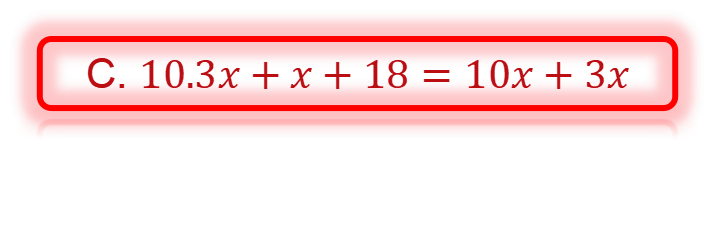 C. 10.3x + x + 18 = 10x + 3x